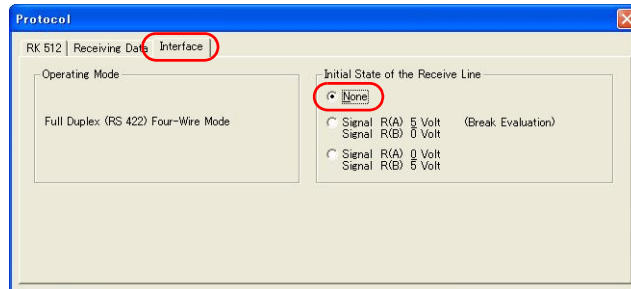 Protocol
RK 512 Receiving Data Interface
Operating Mode
Full Duplex (RS 422) Four-Wire Mode
Initial State of the Receive Line
None
Signal R(A) 5 Volt (Break Evaluation)
Signal R(B) 0 Volt
Signal R(A) 0 Volt
Signal R(B) 5 Volt